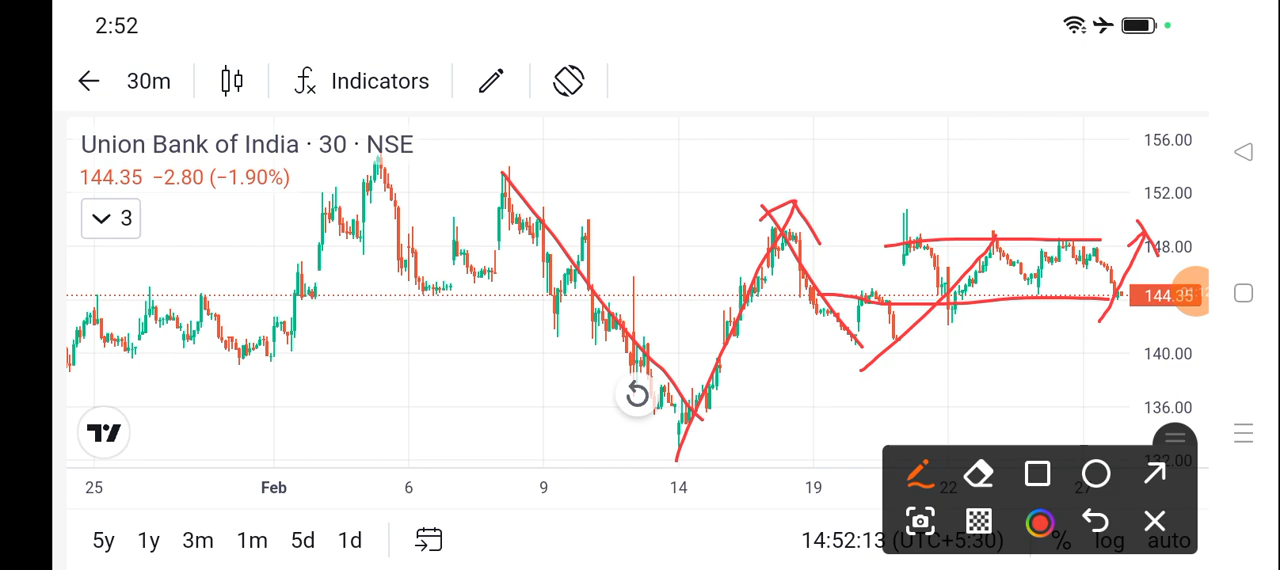 2:52
30m Indicators
Union Bank of India · 30 · NSE
144.35 −2.80 (−1.90%)
3
156.00
152.00
148.00
144.35
140.00
136.00
132.00
25 Feb 6 9 14 19 22 27
5y 1y 3m 1m 5d 1d 14:52:13 (UTC+5:30) % log auto